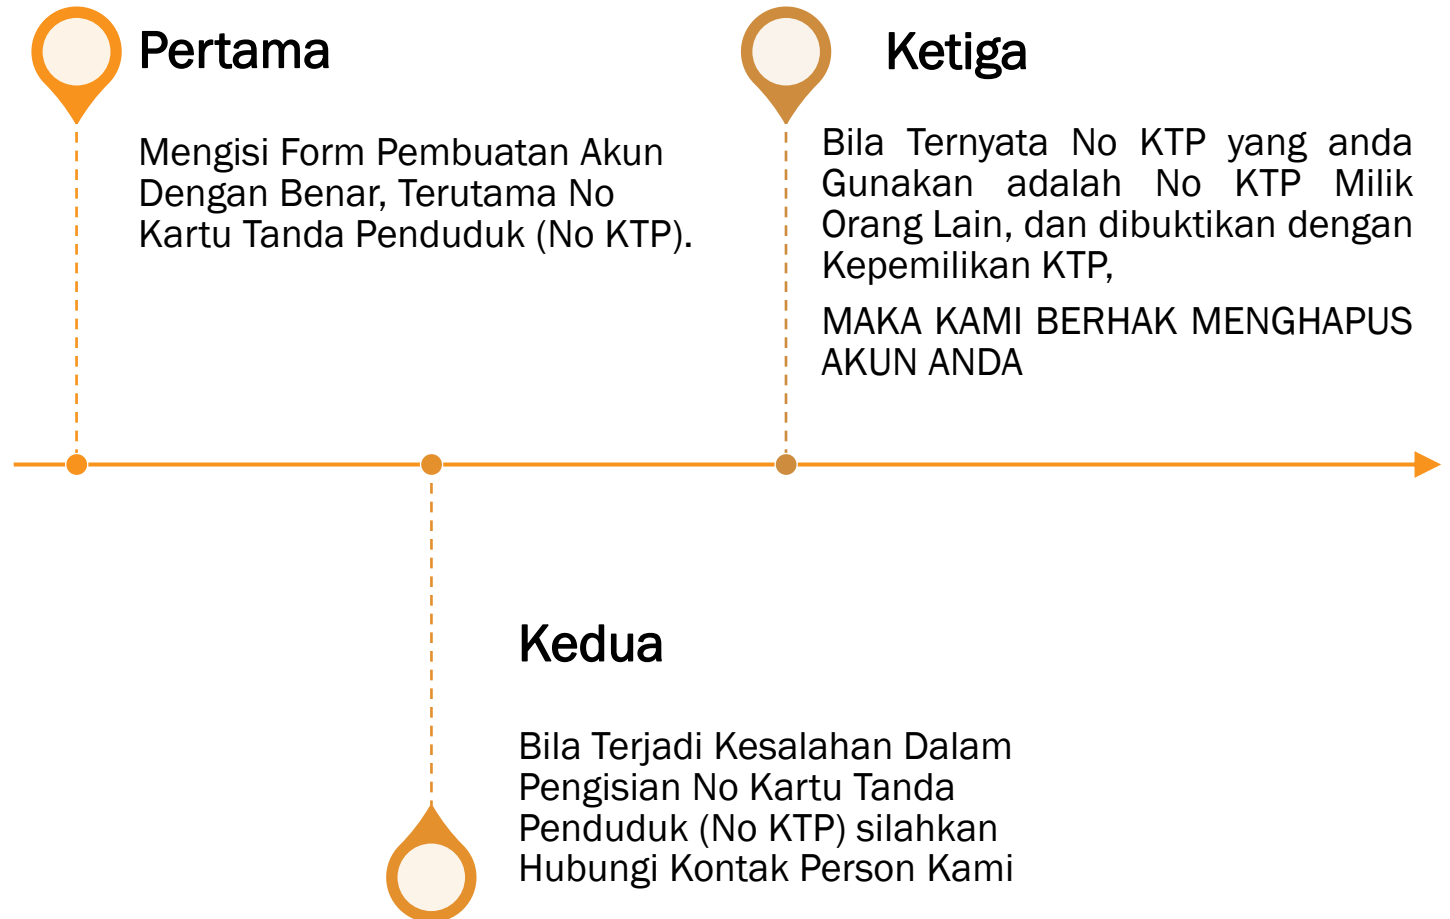 Pertama
Mengisi Form Pembuatan Akun
Dengan Benar, Terutama No
Kartu Tanda Penduduk (No KTP).
Kedua
Bila Terjadi Kesalahan Dalam
Pengisian No Kartu Tanda
Penduduk (No KTP) silahkan
Hubungi Kontak Person Kami
Ketiga
Bila Ternyata No KTP yang anda
Gunakan adalah No KTP Milik
Orang Lain, dan dibuktikan dengan
Kepemilikan KTP,
MAKA KAMI BERHAK MENGHAPUS
AKUN ANDA